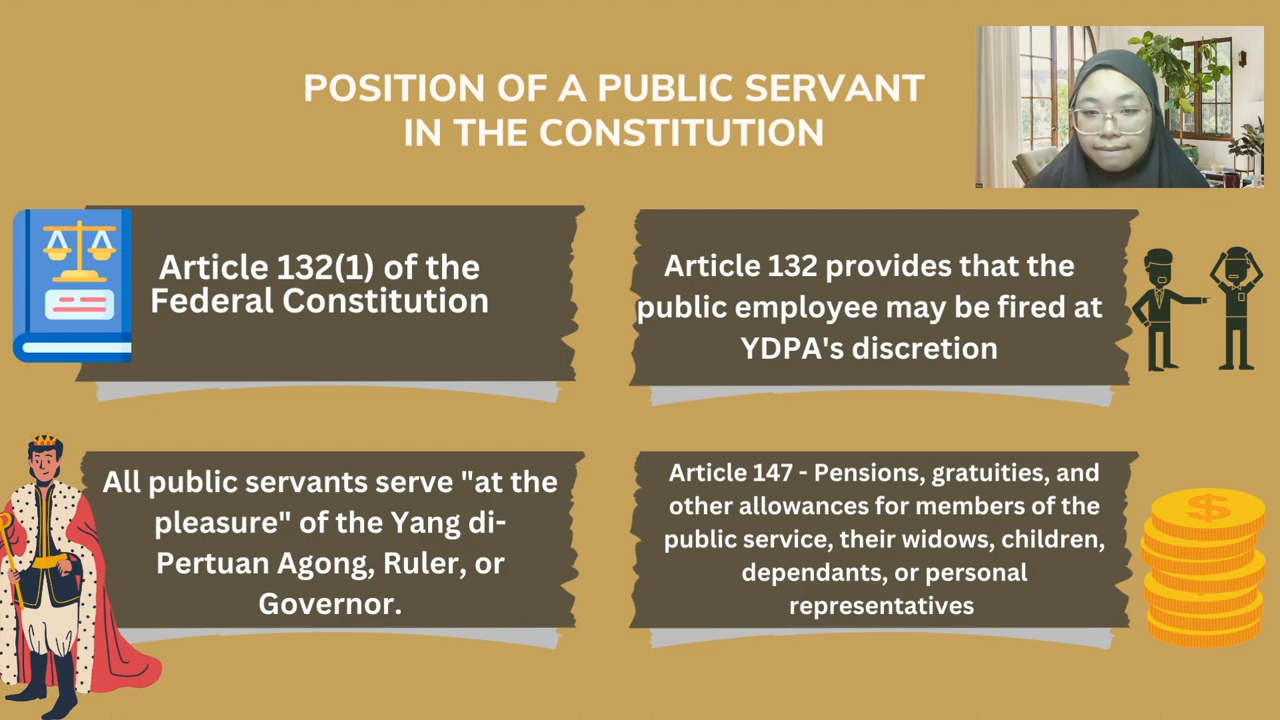 POSITION OF A PUBLIC SERVANT
IN THE CONSTITUTION
Article 132(1) of the
Federal Constitution
Article 132 provides that the
public employee may be fired at
YDPA's discretion
All public servants serve "at the
pleasure" of the Yang di-
Pertuan Agong, Ruler, or
Governor.
Article 147 - Pensions, gratuities, and
other allowances for members of the
public service, their widows, children,
dependants, or personal
representatives
$